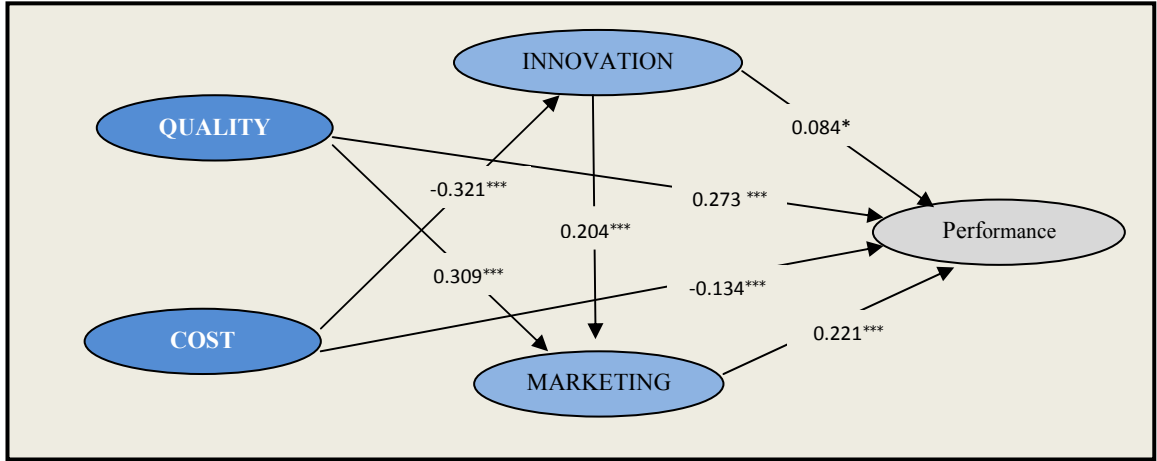 INNOVATION
QUALITY
0.084*
-0.321***
0.273 ***
0.204***
Performance
0.309***
-0.134***
COST
0.221***
MARKETING